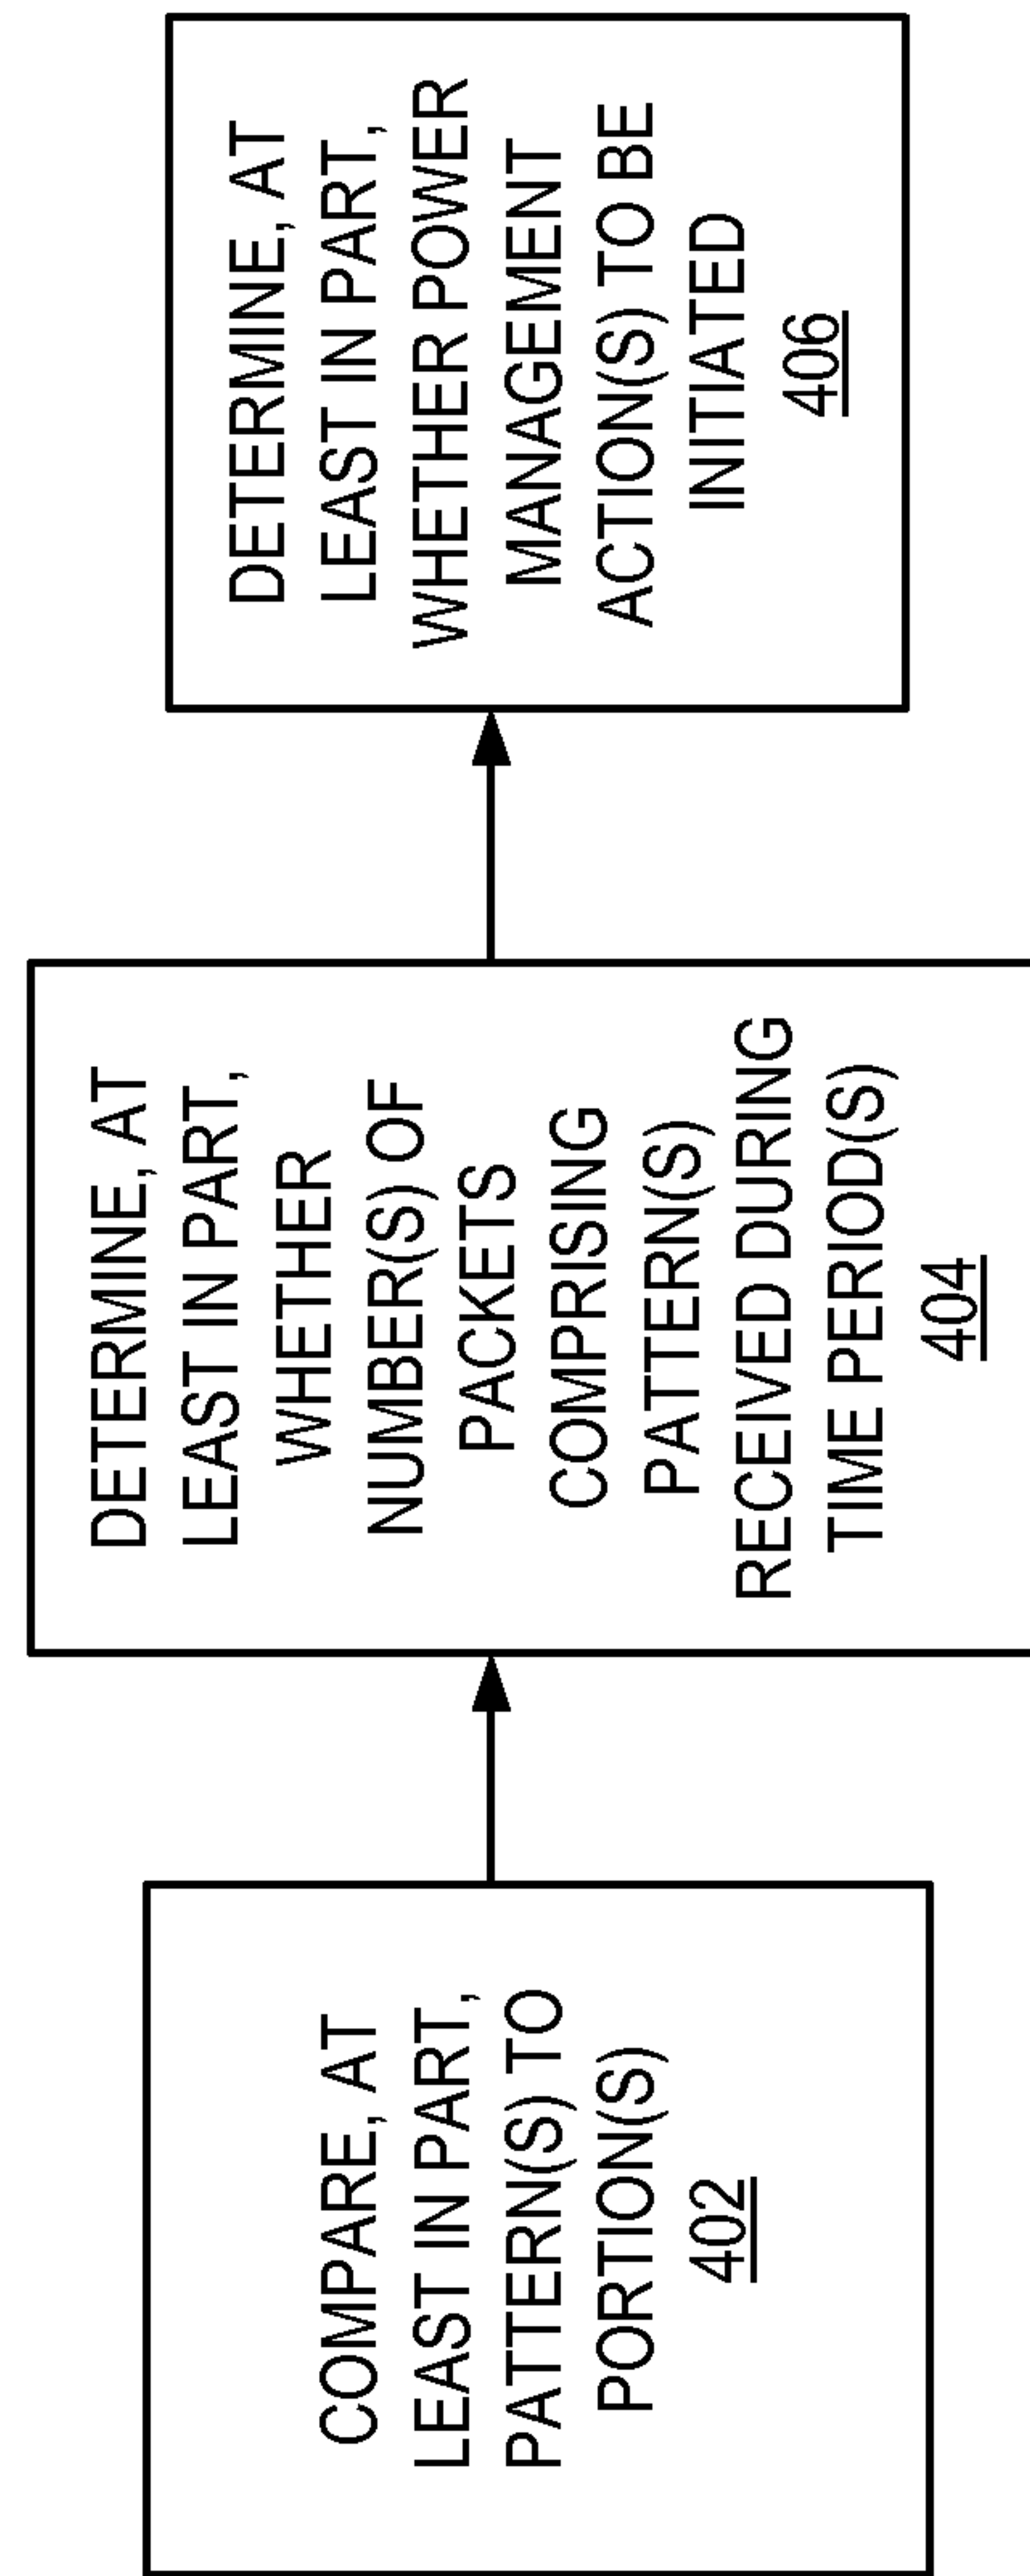 COMPARE, AT
LEAST IN PART,
PATTERN(S) TO
PORTION(S)
402
DETERMINE, AT
LEAST IN PART,
WHETHER
NUMBER(S) OF
PACKETS
COMPRISING
PATTERN(S)
RECEIVED DURING
TIME PERIOD(S)
404
DETERMINE, AT
LEAST IN PART,
WHETHER POWER
MANAGEMENT
ACTION(S) TO BE
INITIATED
406